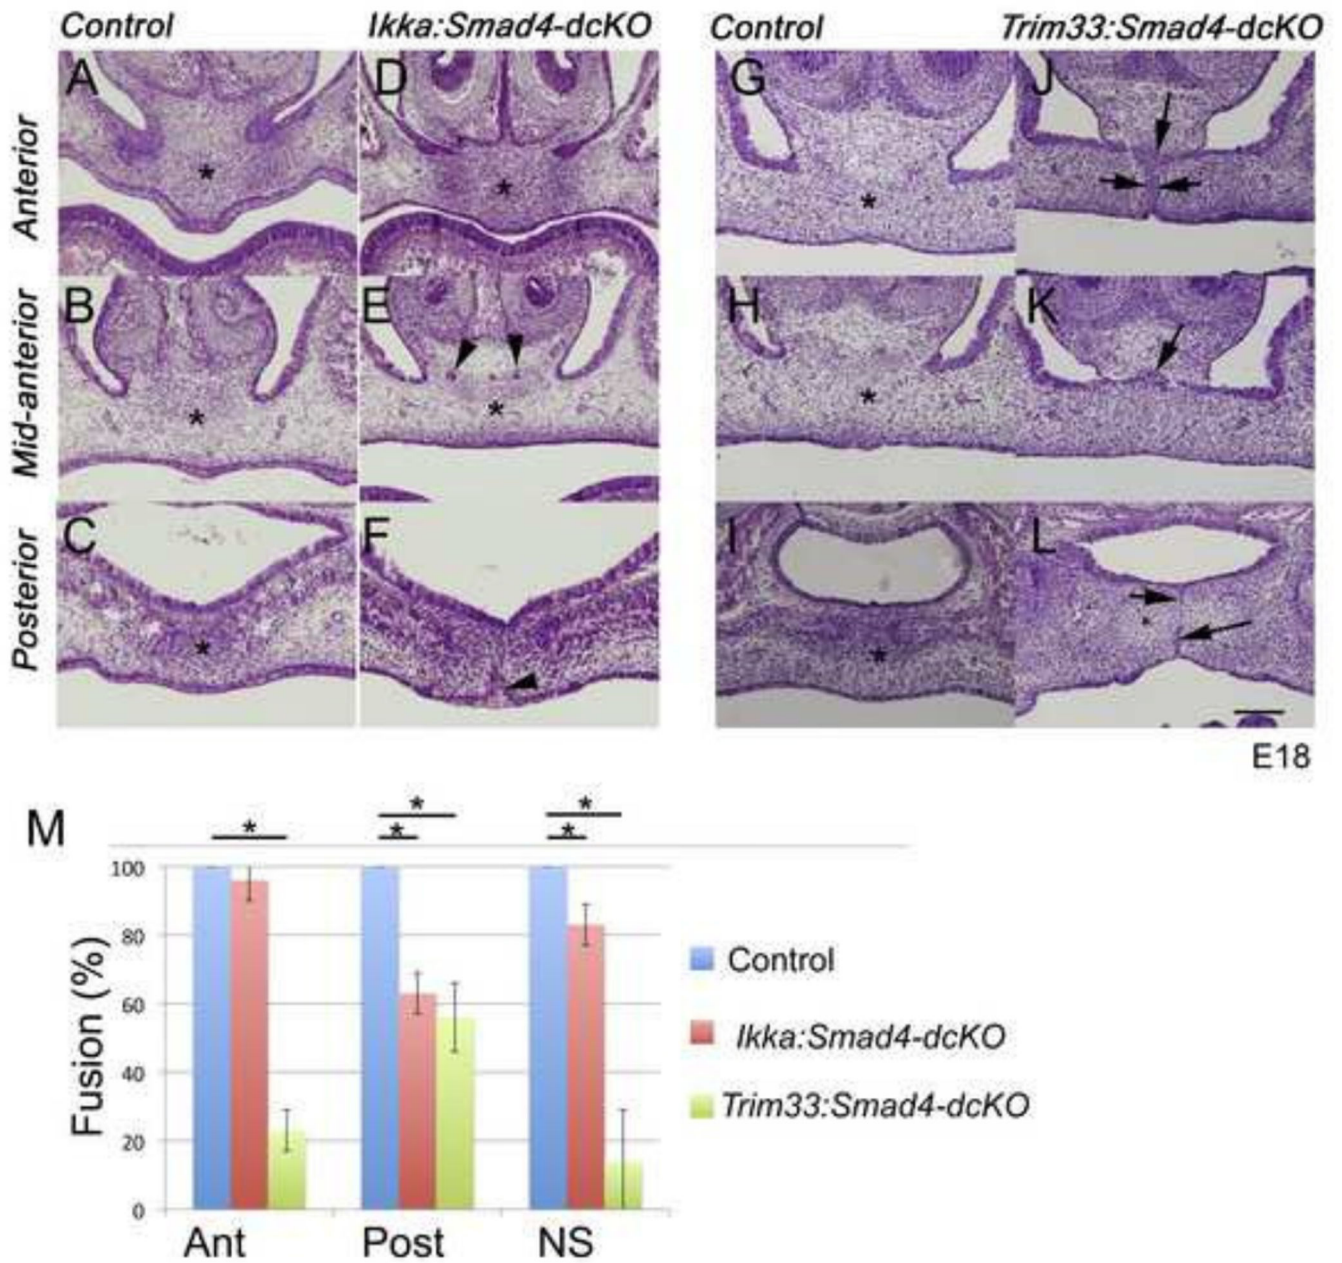 Control Ikka:Smad4-dcKO Control Trim33:Smad4-dcKO
Anterior
A D G J
* * *
Mid-anterior
B E H K
* * *
Posterior
C F I L
* *
E18
M
* * * * *
100
80
60
40
20
0
Fusion (%)
Ant Post NS
Control
Ikka:Smad4-dcKO
Trim33:Smad4-dcKO